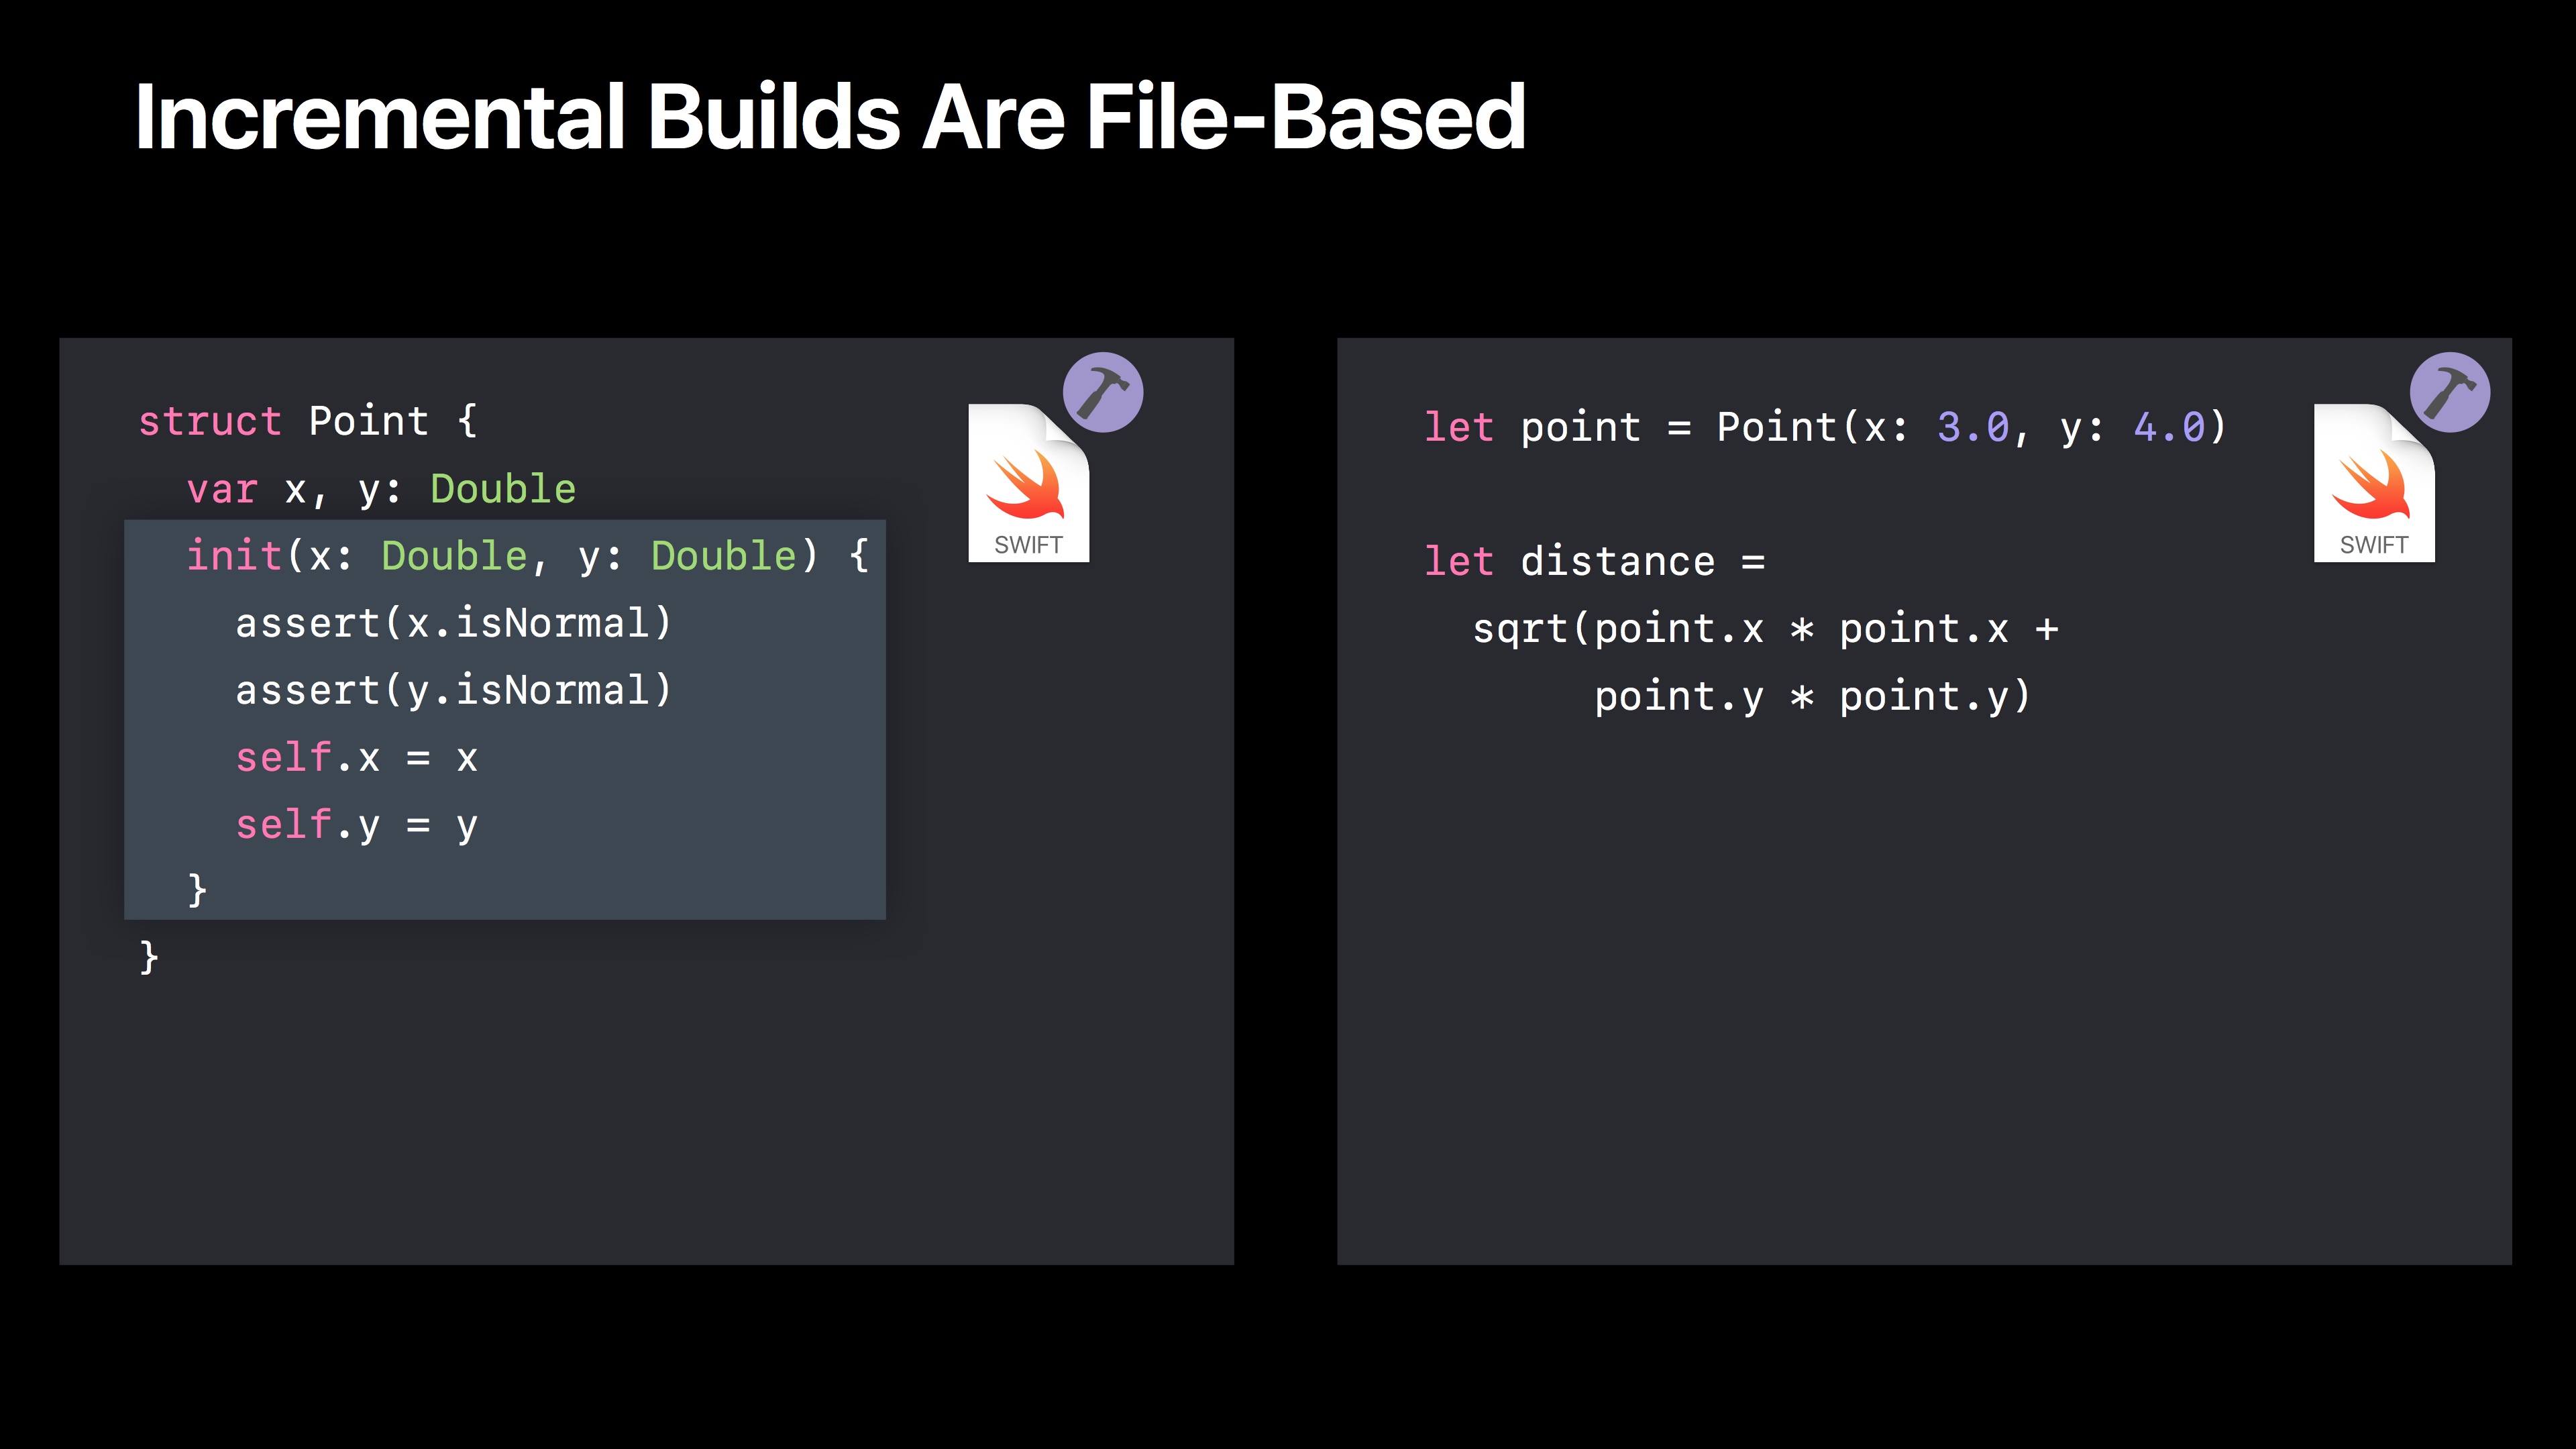 Incremental Builds Are File-Based
struct Point {
  var x, y: Double
  init(x: Double, y: Double) {
    assert(x.isNormal)
    assert(y.isNormal)
    self.x = x
    self.y = y
  }
}
SWIFT
let point = Point(x: 3.0, y: 4.0)
let distance =
  sqrt(point.x * point.x +
       point.y * point.y)
SWIFT